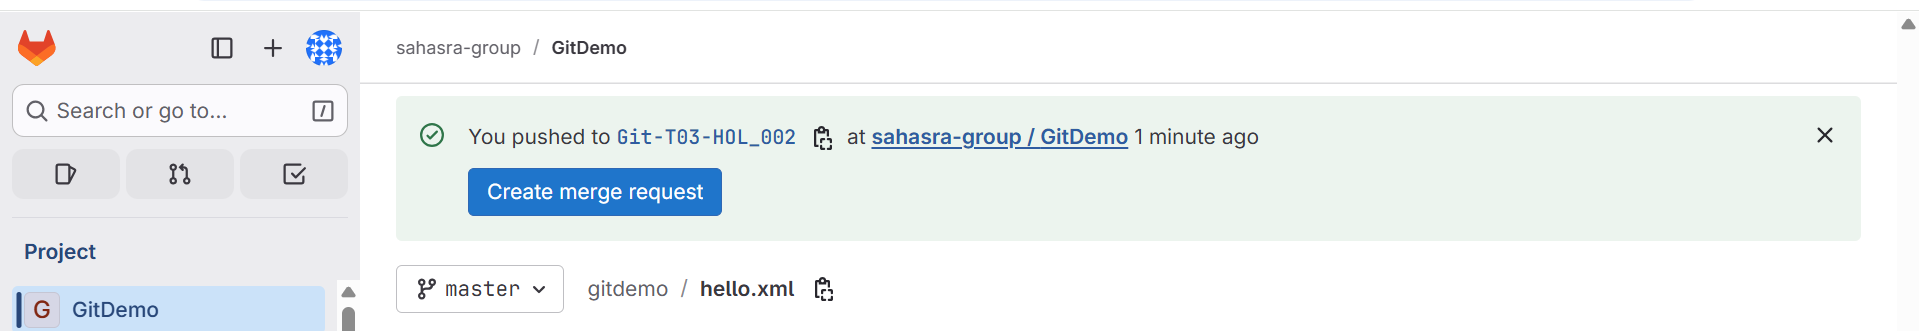 sahasra-group / GitDemo
Search or go to... /
You pushed to Git-T03-HOL_002 at sahasra-group / GitDemo 1 minute ago
Create merge request
Project
G GitDemo
master
gitdemo / hello.xml